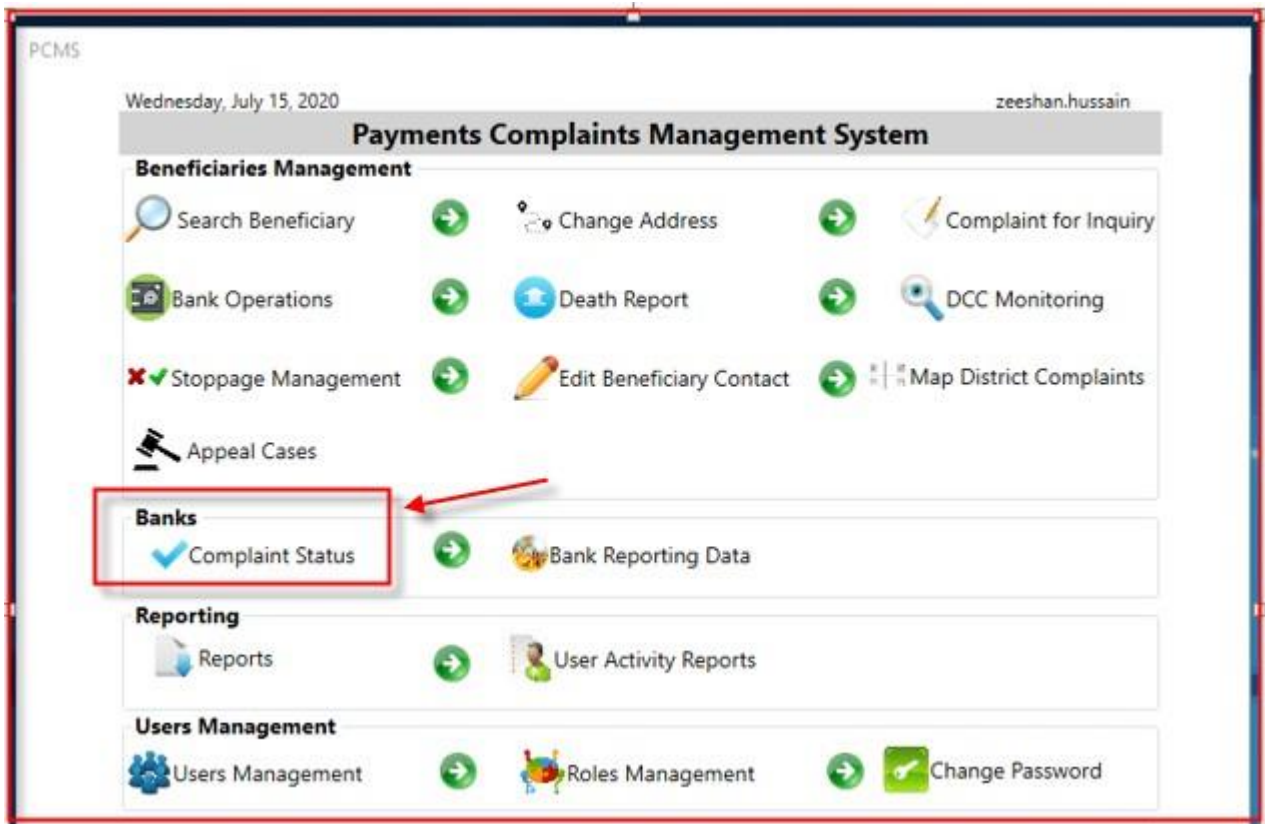 PCMS
Wednesday, July 15, 2020 zeeshan.hussain
Payments Complaints Management System
Beneficiaries Management
Search Beneficiary Change Address Complaint for Inquiry
Bank Operations Death Report DCC Monitoring
Stoppage Management Edit Beneficiary Contact Map District Complaints
Appeal Cases
Banks
Complaint Status Bank Reporting Data
Reporting
Reports User Activity Reports
Users Management
Users Management Roles Management Change Password